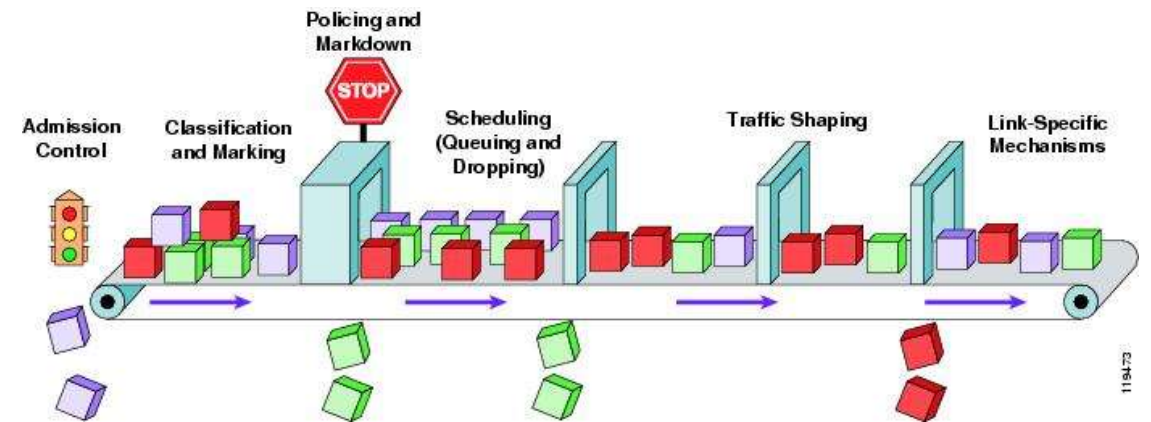 Policing and
Markdown
STOP
Admission
Control
Classification
and Marking
Scheduling
(Queuing and
Dropping)
Traffic Shaping
Link-Specific
Mechanisms
119473